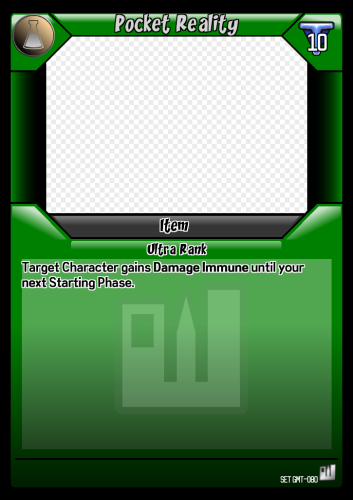 Pocket Reality
10
Item
Ultra Rank
Target Character gains Damage Immune until your
next Starting Phase.
SET GMT-080